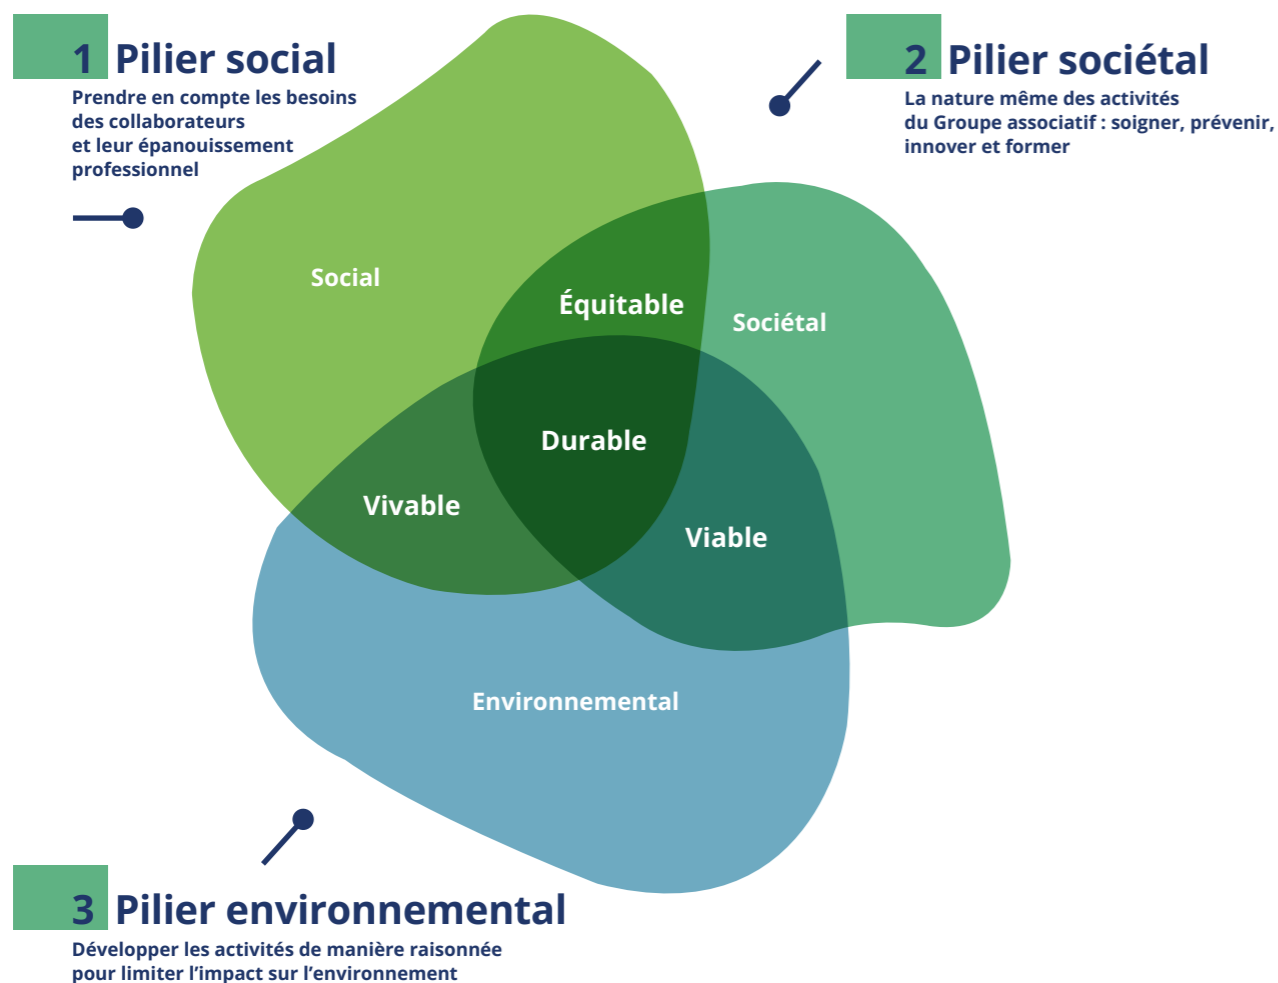 1 Pilier social
Prendre en compte les besoins
des collaborateurs
et leur épanouissement
professionnel
2 Pilier sociétal
La nature même des activités
du Groupe associatif : soigner, prévenir,
innover et former
Social
Équitable
Sociétal
Durable
Vivable
Viable
Environnemental
3 Pilier environnemental
Développer les activités de manière raisonnée
pour limiter l’impact sur l’environnement